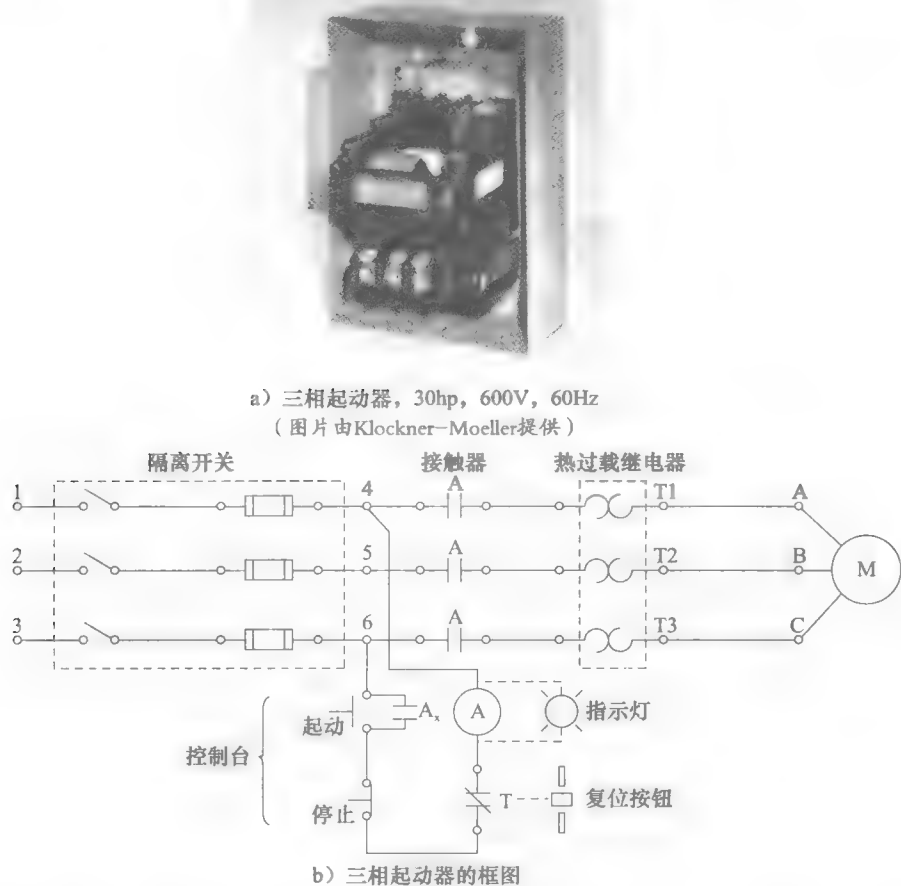 a）三相起动器，30hp，600V，60Hz
（图片由Klockner-Moeller提供）
隔离开关 接触器 热过载继电器
1 4 A T1 A
2 5 A T2 B M
3 6 A T3 C
起动 Aₓ A 指示灯
控制台
停止 T 复位按钮
b）三相起动器的框图